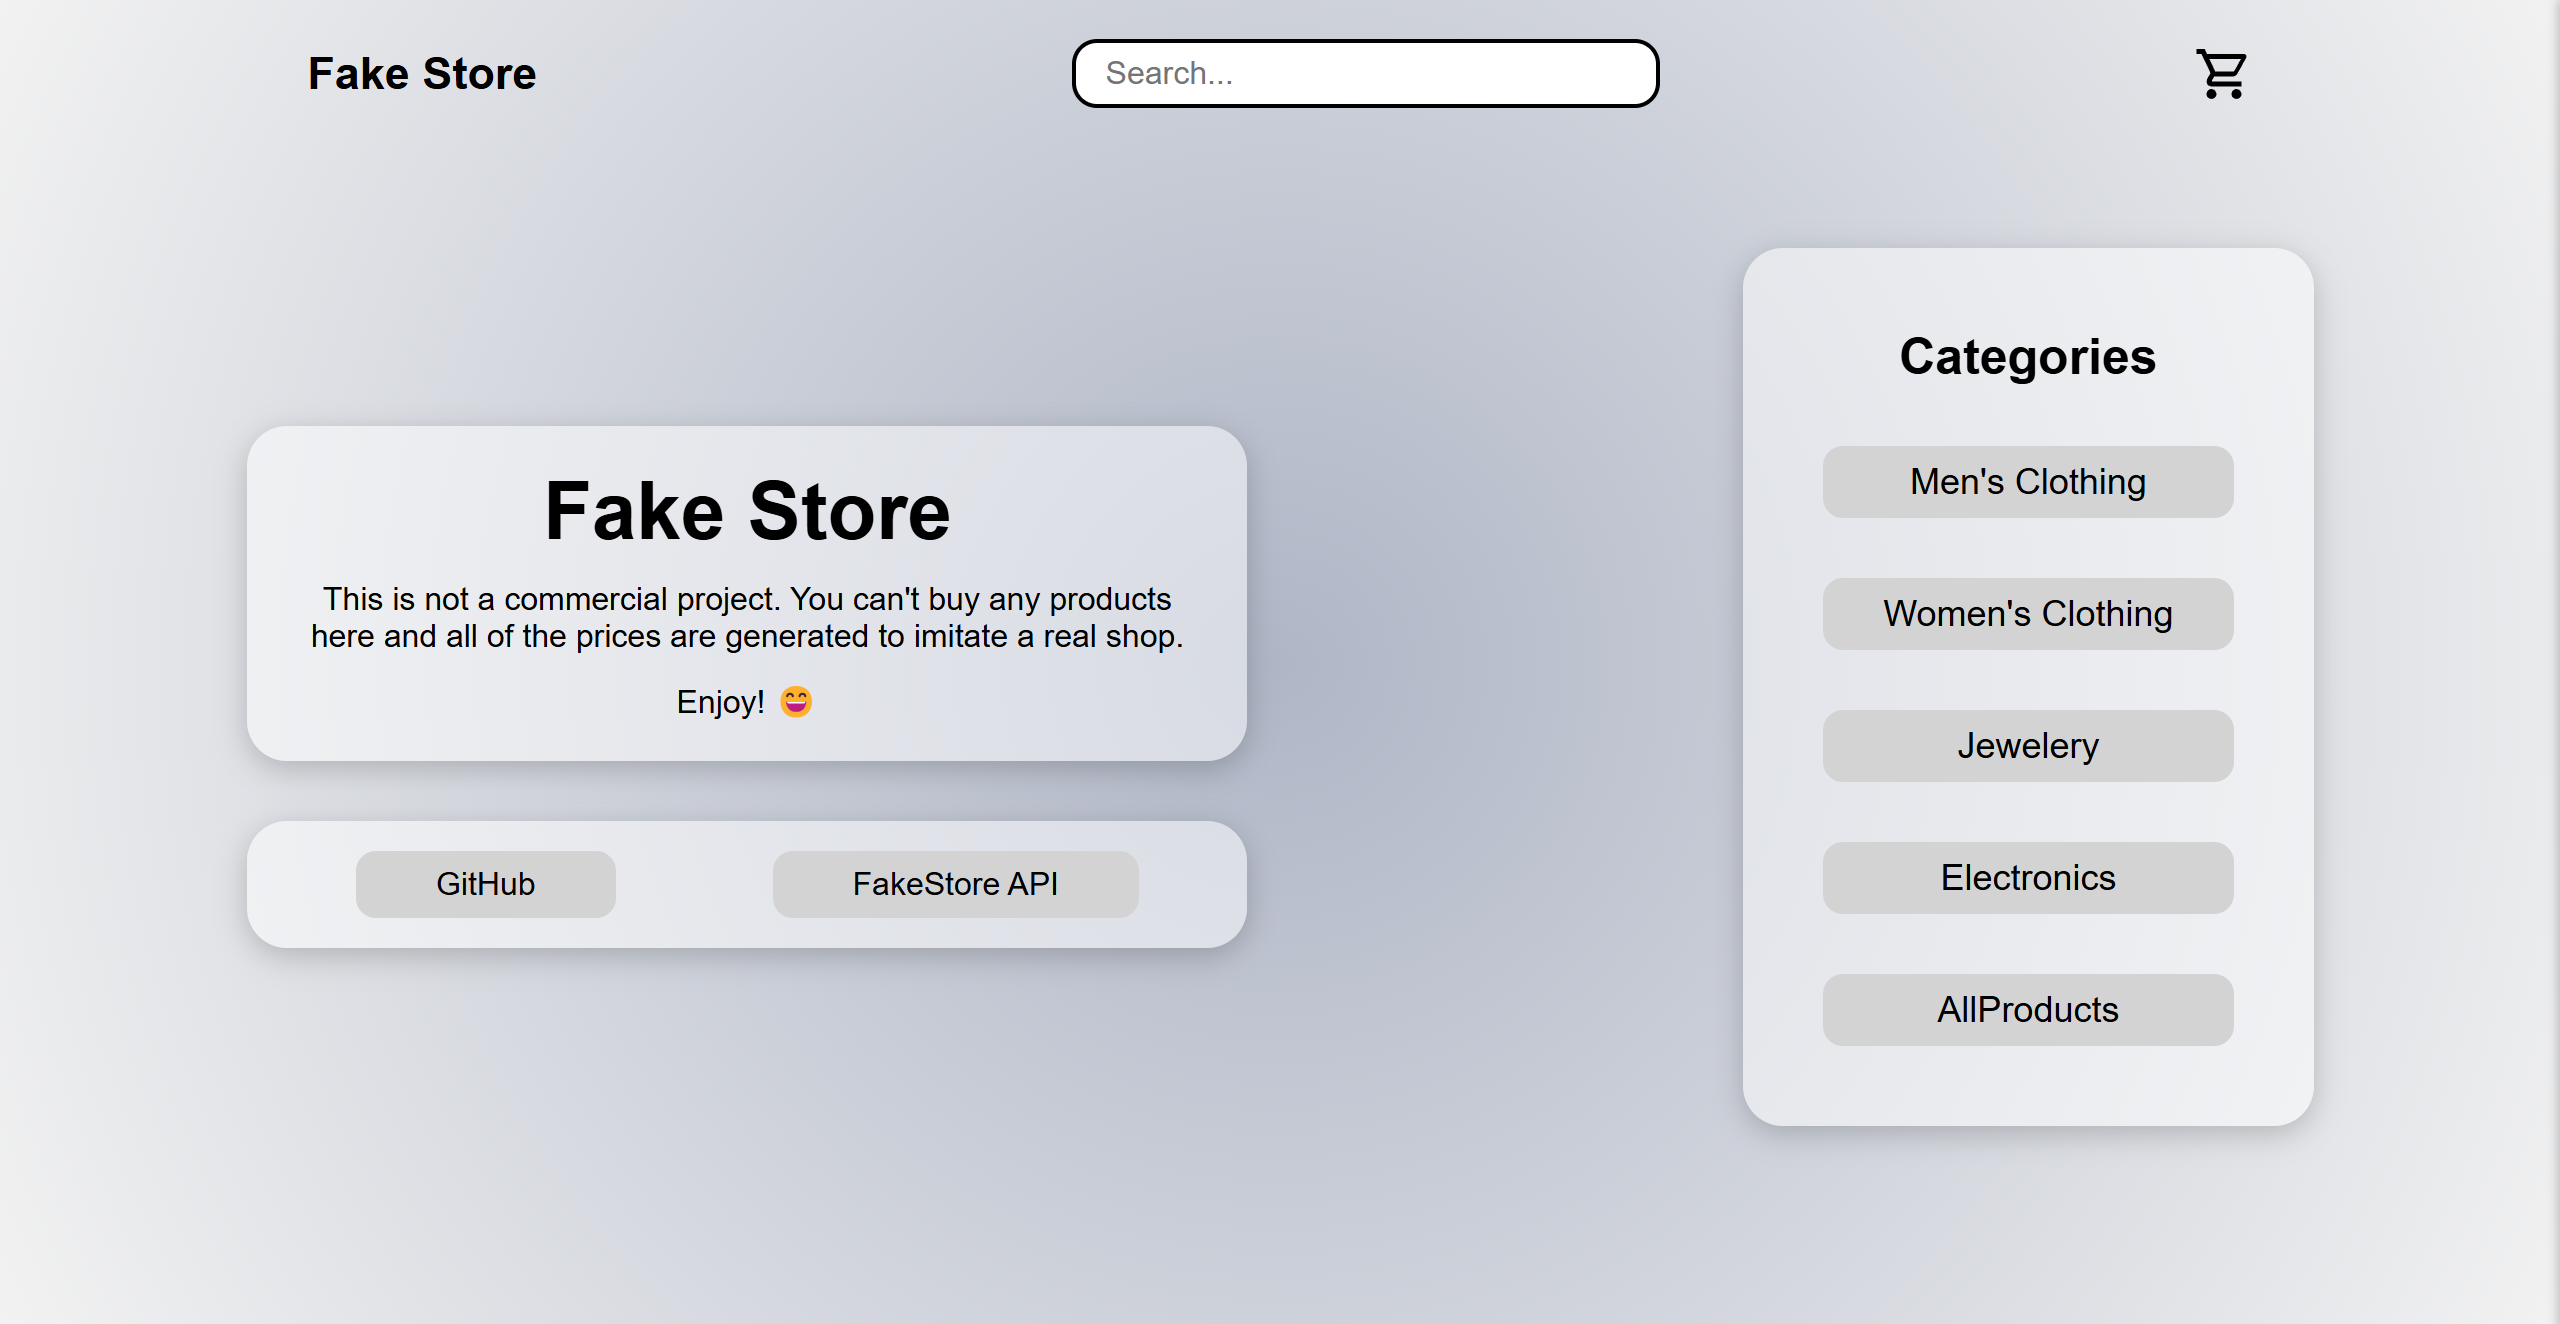 Fake Store
Search...
Fake Store
This is not a commercial project. You can't buy any products
here and all of the prices are generated to imitate a real shop.
Enjoy! 😄
GitHub
FakeStore API
Categories
Men's Clothing
Women's Clothing
Jewelery
Electronics
AllProducts